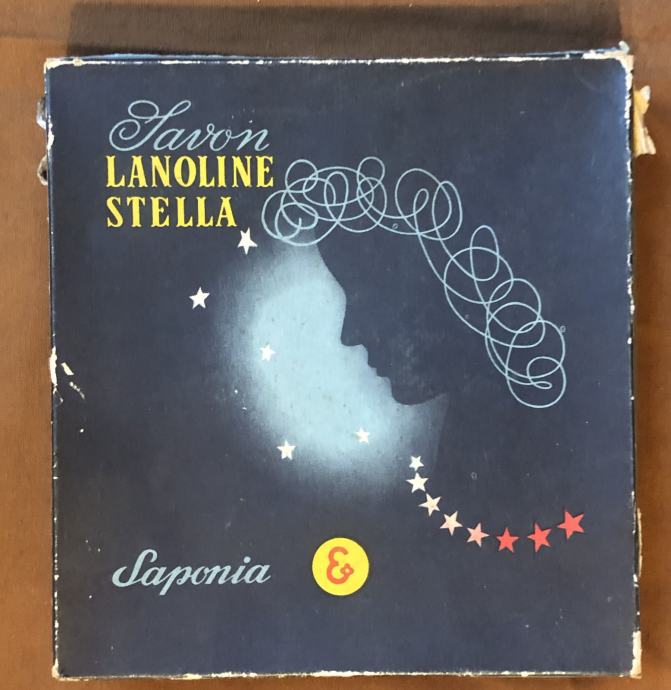 Savon
LANOLINE
STELLA
Saponia
&